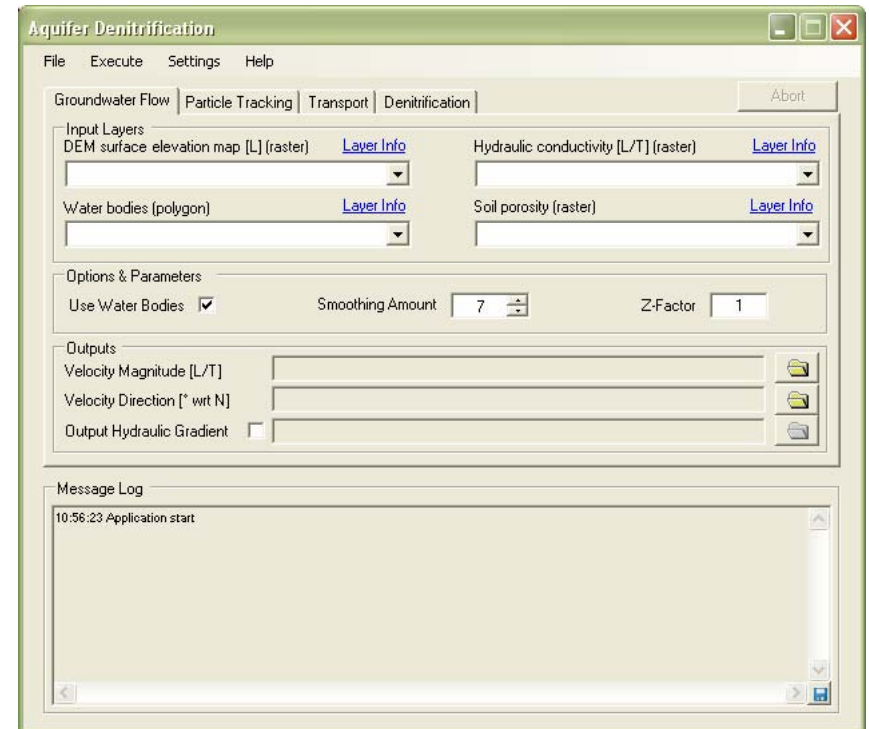 Aquifer Denitrification
File Execute Settings Help
Groundwater Flow Particle Tracking Transport Denitrification Abort
Input Layers
DEM surface elevation map [L] (raster) Layer Info Hydraulic conductivity [L/T] (raster) Layer Info
Water bodies (polygon) Layer Info Soil porosity (raster) Layer Info
Options & Parameters
Use Water Bodies Smoothing Amount 7 Z-Factor 1
Outputs
Velocity Magnitude [L/T]
Velocity Direction [° wrt N]
Output Hydraulic Gradient
Message Log
10:56:23 Application start